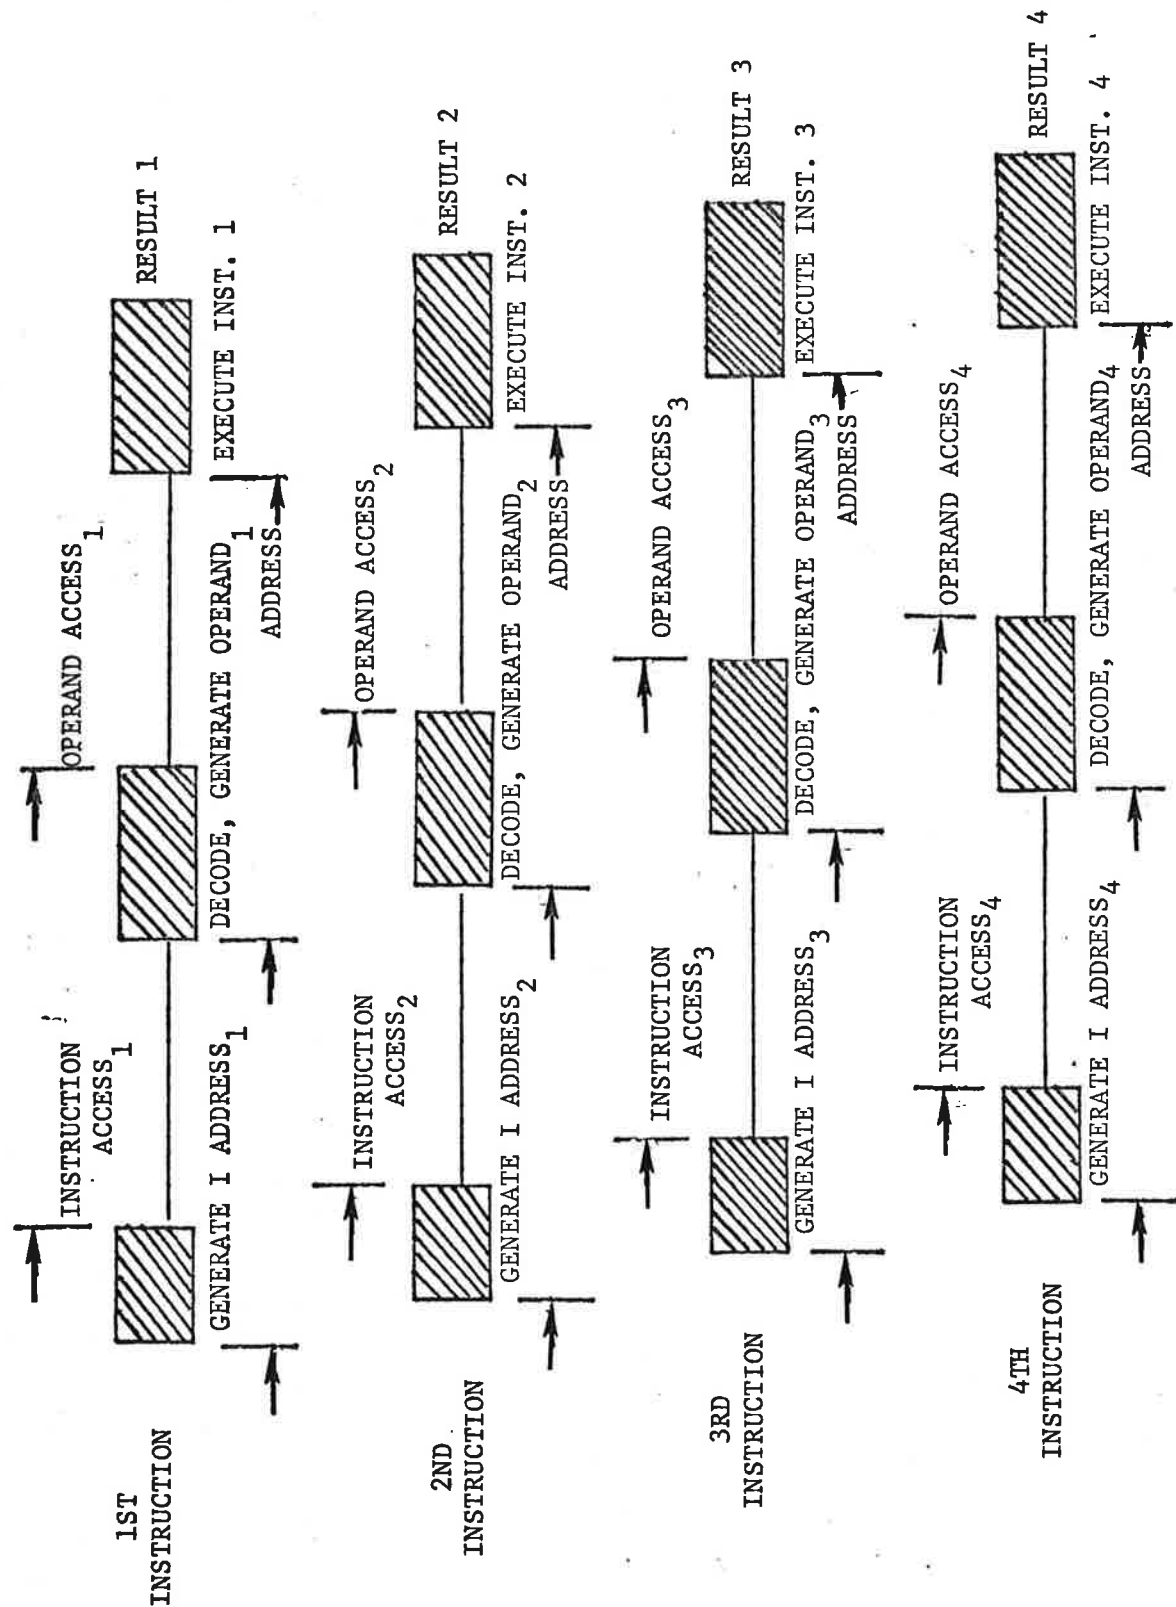 1ST
INSTRUCTION
INSTRUCTION
ACCESS1
OPERAND ACCESS1
RESULT 1
GENERATE I ADDRESS1
DECODE, GENERATE OPERAND1
ADDRESS
EXECUTE INST. 1
2ND
INSTRUCTION
INSTRUCTION
ACCESS2
OPERAND ACCESS2
RESULT 2
GENERATE I ADDRESS2
DECODE, GENERATE OPERAND2
ADDRESS
EXECUTE INST. 2
3RD
INSTRUCTION
INSTRUCTION
ACCESS3
OPERAND ACCESS3
RESULT 3
GENERATE I ADDRESS3
DECODE, GENERATE OPERAND3
ADDRESS
EXECUTE INST. 3
4TH
INSTRUCTION
INSTRUCTION
ACCESS4
OPERAND ACCESS4
RESULT 4
GENERATE I ADDRESS4
DECODE, GENERATE OPERAND4
ADDRESS
EXECUTE INST. 4